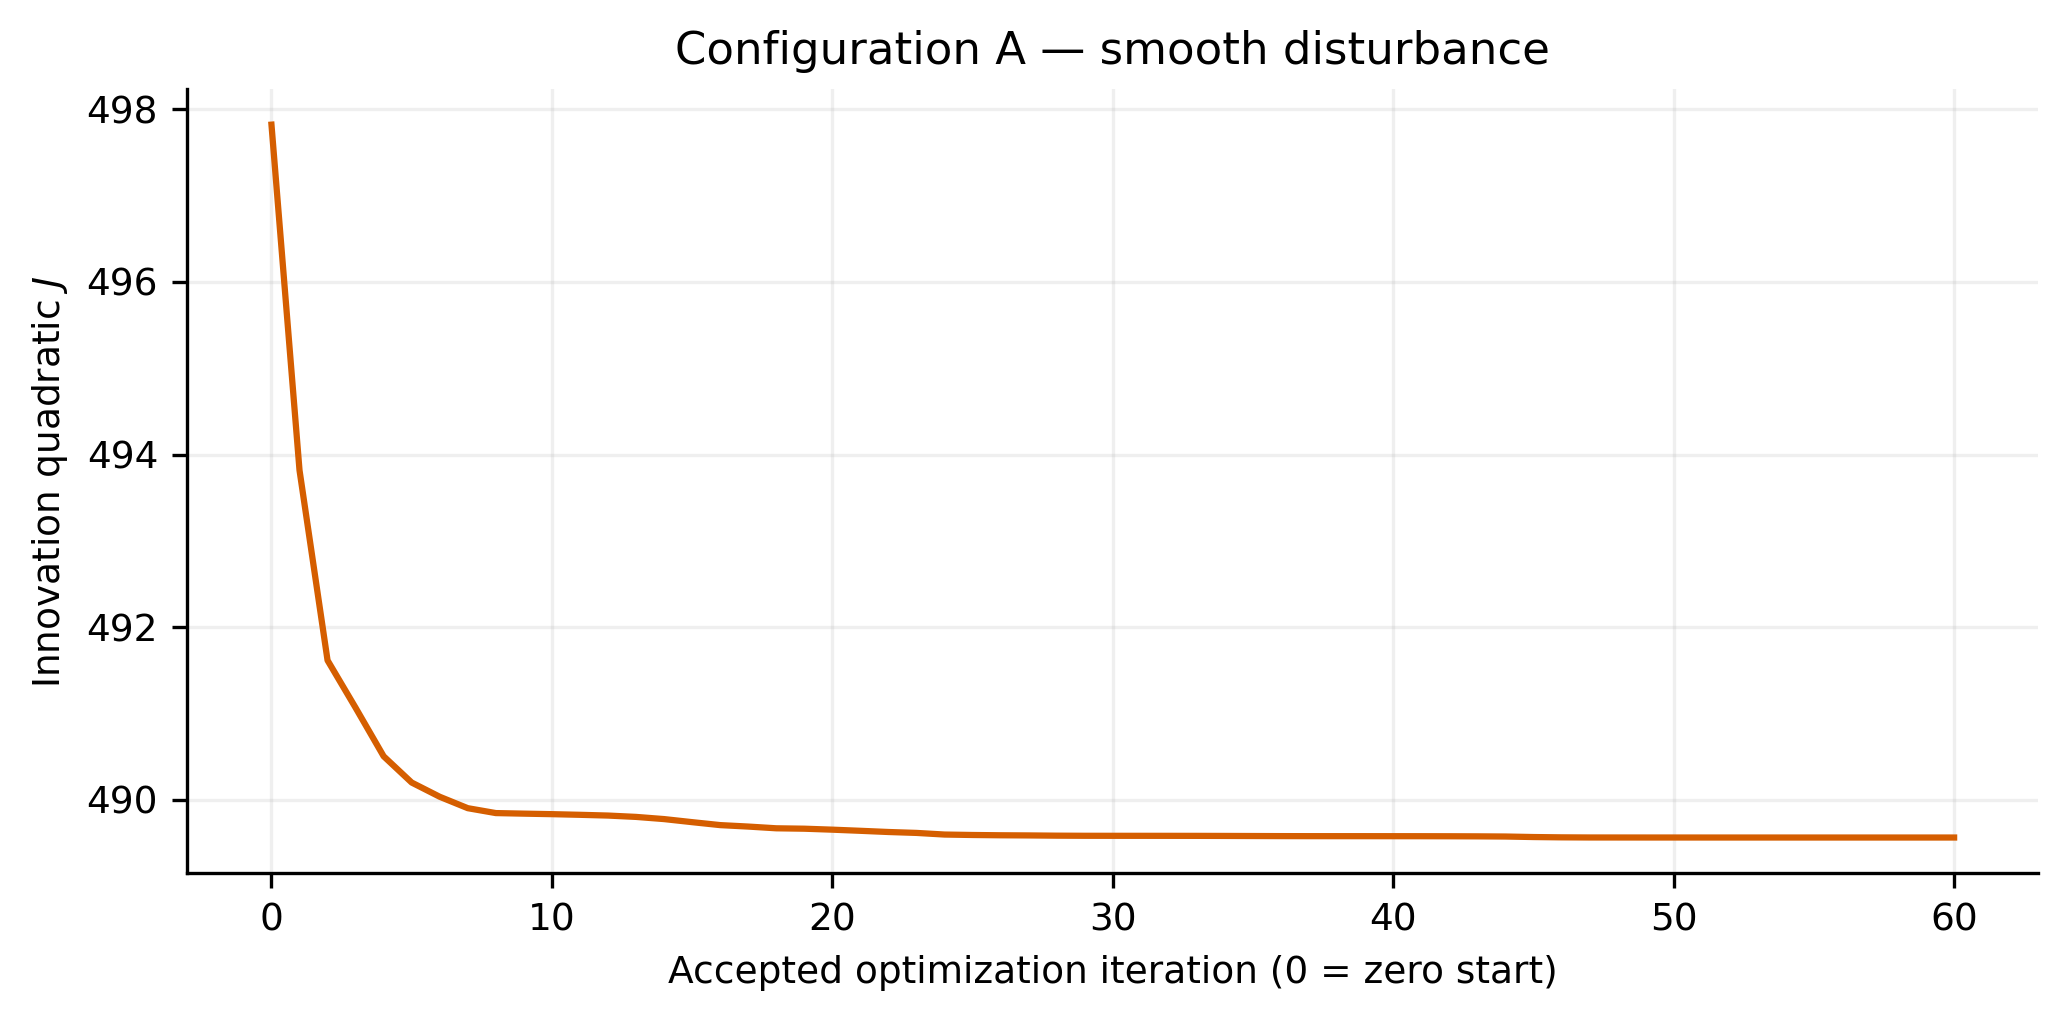 Configuration A — smooth disturbance
Innovation quadratic J
498
496
494
492
490
0 10 20 30 40 50 60
Accepted optimization iteration (0 = zero start)